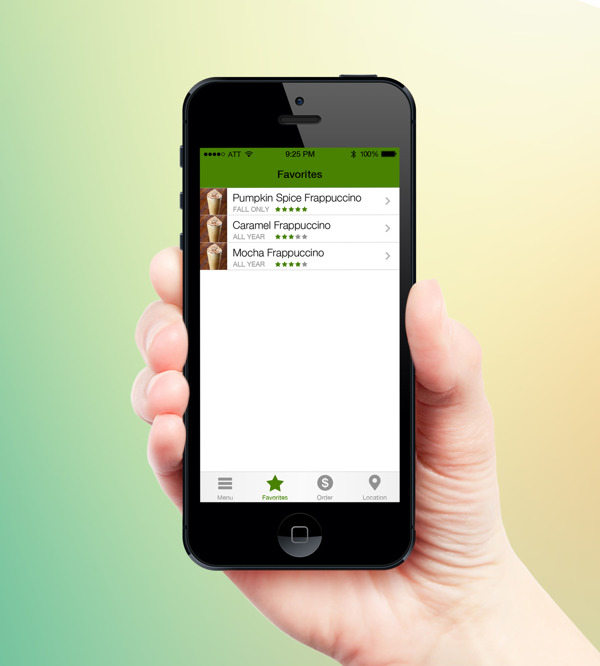 ATT 9:25 PM 100%
Favorites
Pumpkin Spice Frappuccino
FALL ONLY
Caramel Frappuccino
ALL YEAR
Mocha Frappuccino
ALL YEAR
Menu Favorites Order Location